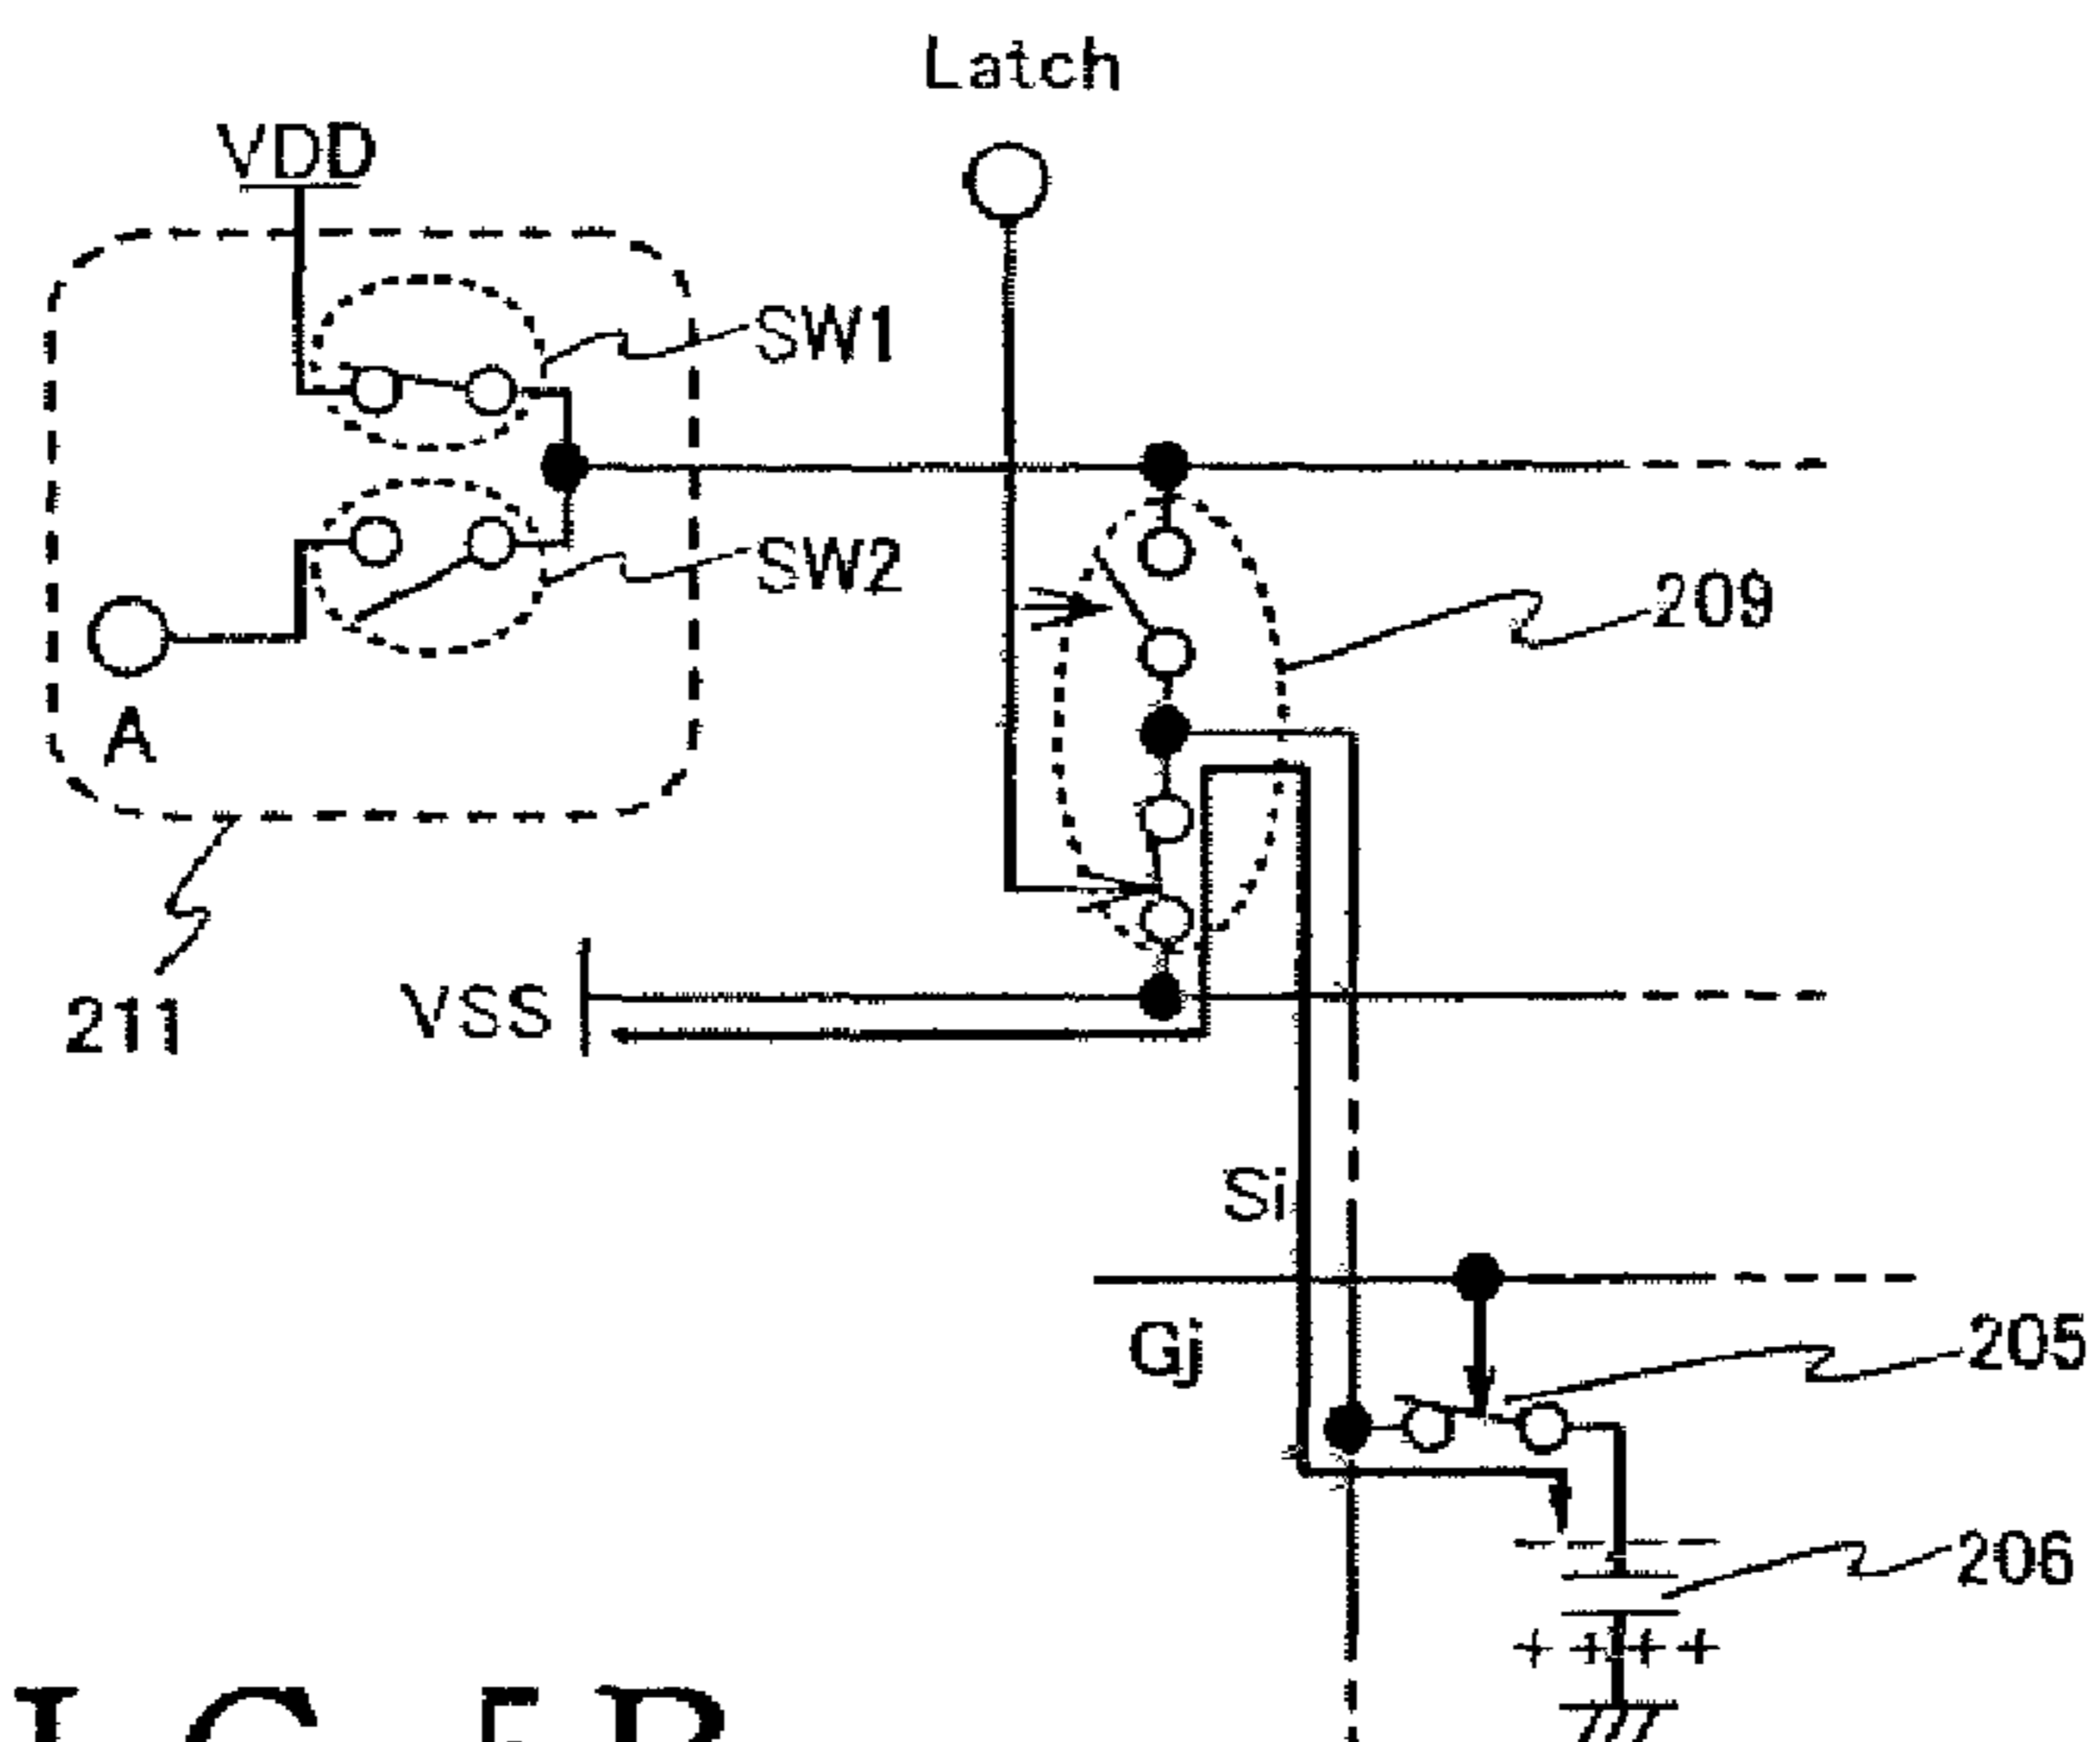 Latch
VDD
SW1
SW2
209
A
211
VSS
Si
Gj
205
206
+ + + +